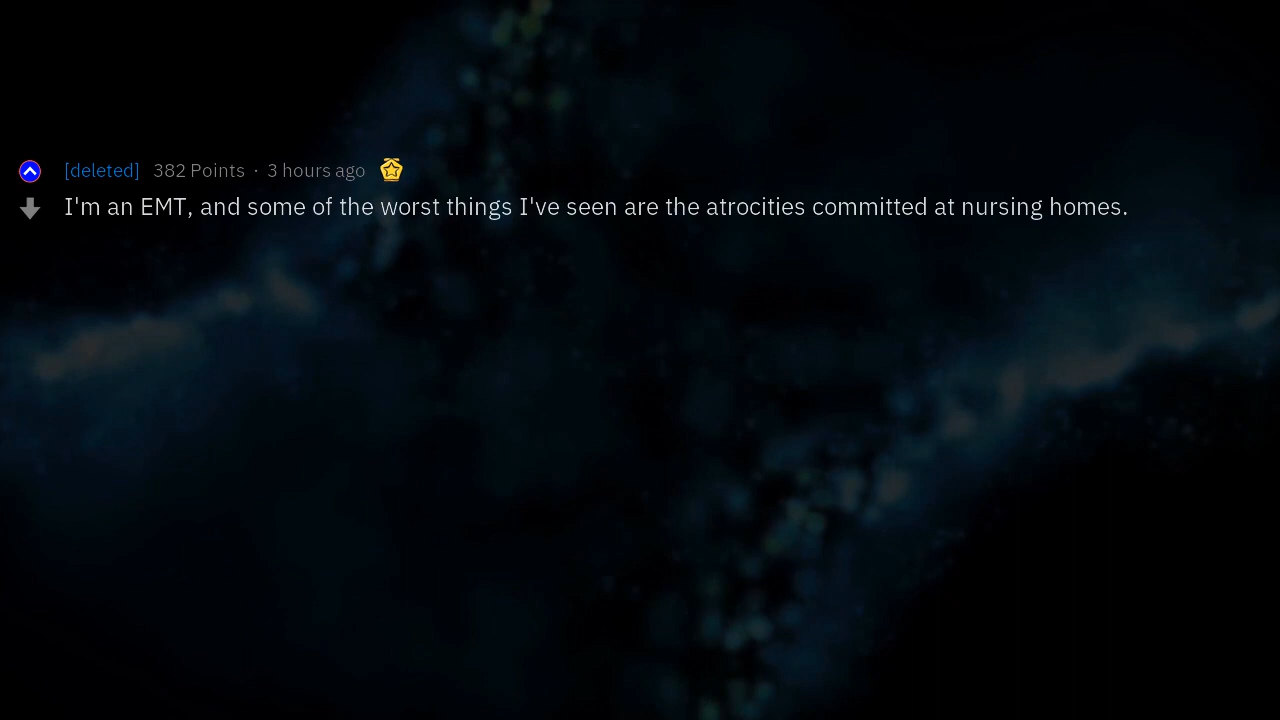 [deleted] 382 Points · 3 hours ago
I'm an EMT, and some of the worst things I've seen are the atrocities committed at nursing homes.